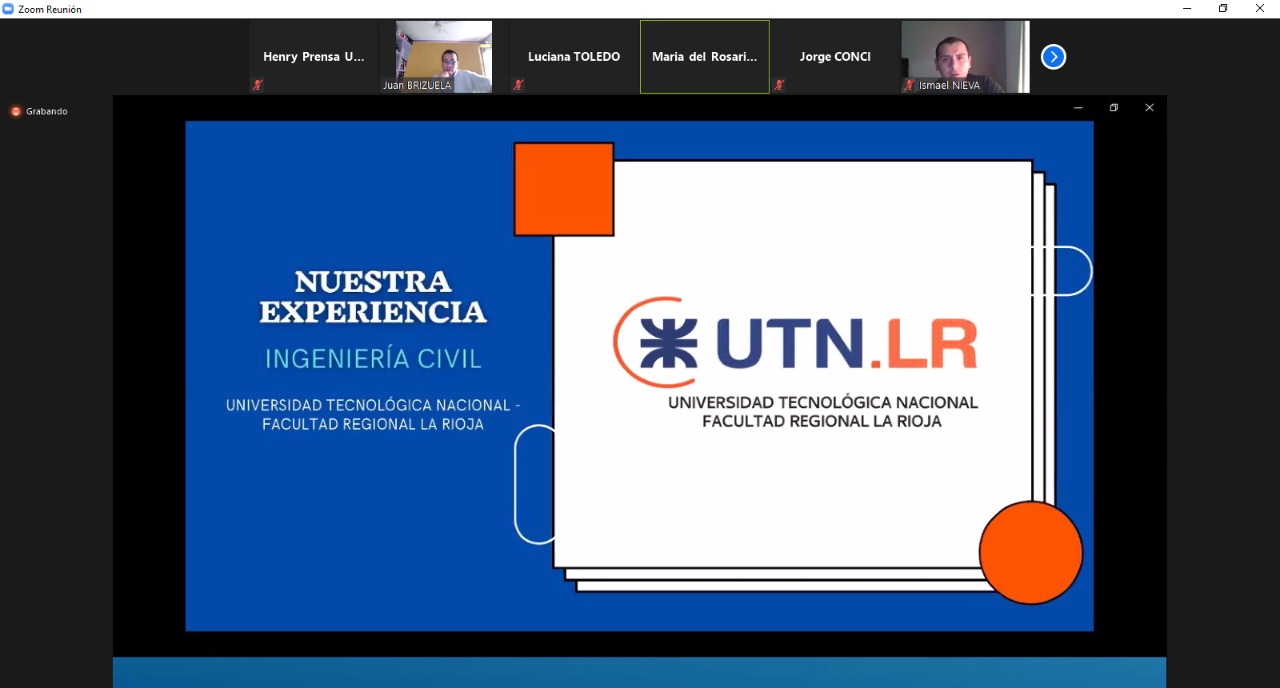 Zoom Reunión
Henry Prensa U...
Juan BRIZUELA
Luciana TOLEDO
Maria del Rosari...
Jorge CONCI
Ismael NIEVA
Grabando
NUESTRA
EXPERIENCIA
INGENIERÍA CIVIL
UNIVERSIDAD TECNOLÓGICA NACIONAL -
FACULTAD REGIONAL LA RIOJA
UTN.LR
UNIVERSIDAD TECNOLÓGICA NACIONAL
FACULTAD REGIONAL LA RIOJA